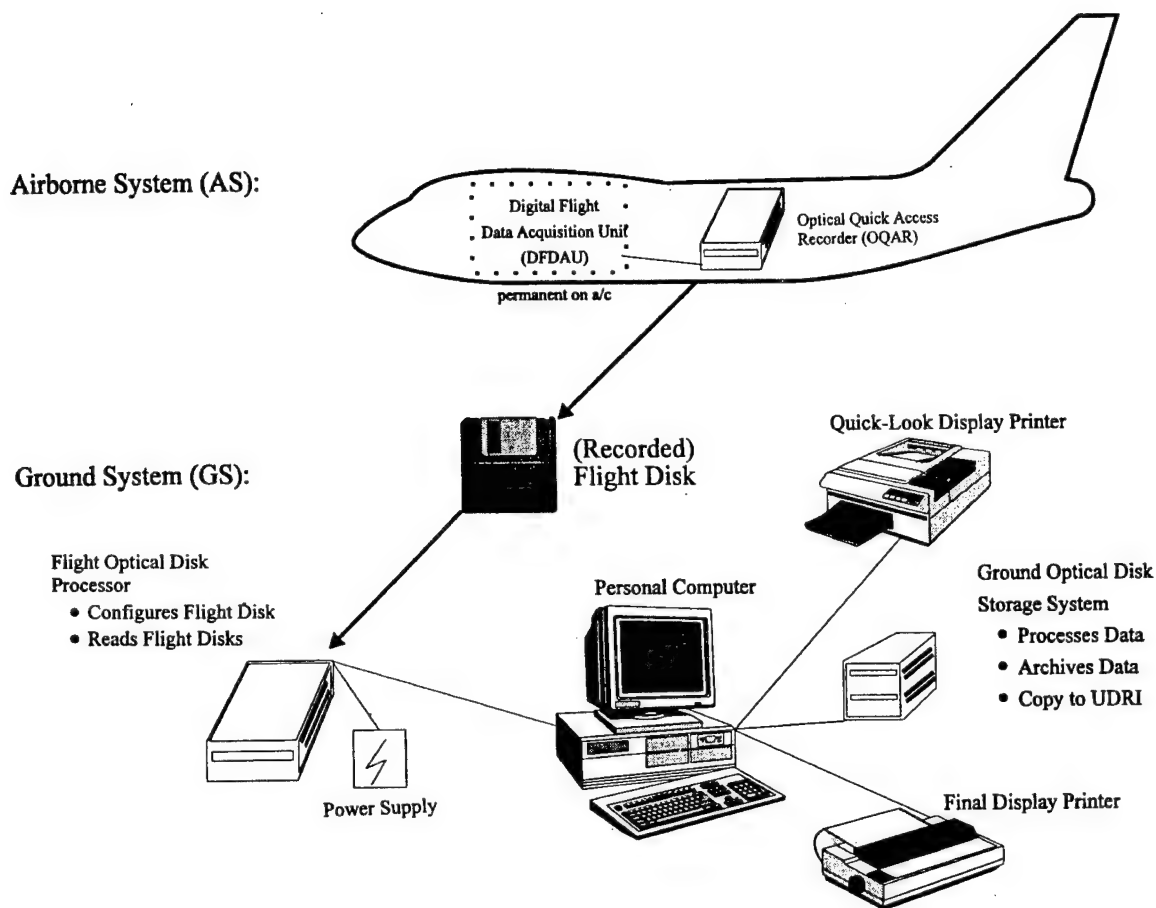 Airborne System (AS):
Digital Flight
Data Acquisition Unit
(DFDAU)
permanent on a/c
Optical Quick Access
Recorder (OQAR)
(Recorded)
Flight Disk
Quick-Look Display Printer
Ground System (GS):
Flight Optical Disk
Processor
• Configures Flight Disk
• Reads Flight Disks
Power Supply
Personal Computer
Ground Optical Disk
Storage System
• Processes Data
• Archives Data
• Copy to UDRI
Final Display Printer